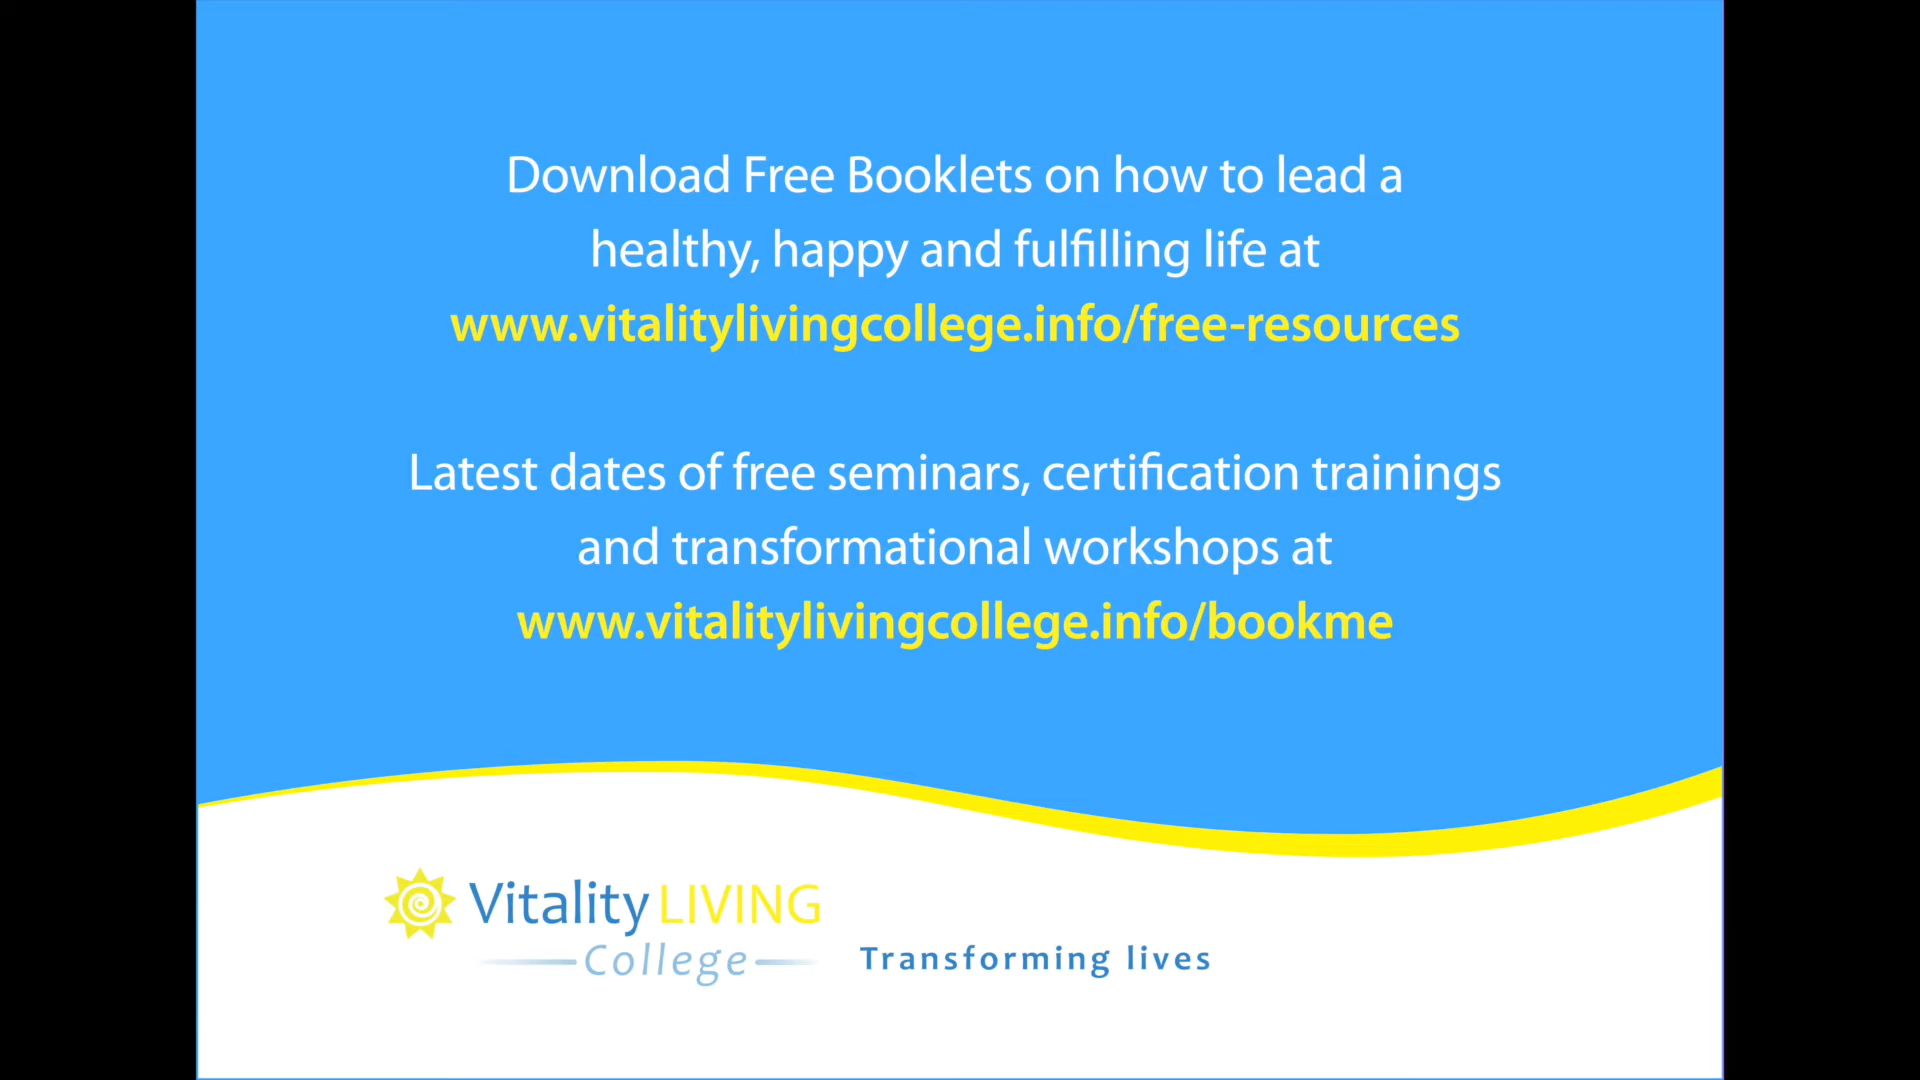 Download Free Booklets on how to lead a
healthy, happy and fulfilling life at
www.vitalitylivingcollege.info/free-resources
Latest dates of free seminars, certification trainings
and transformational workshops at
www.vitalitylivingcollege.info/bookme
Vitality LIVING
College
Transforming lives